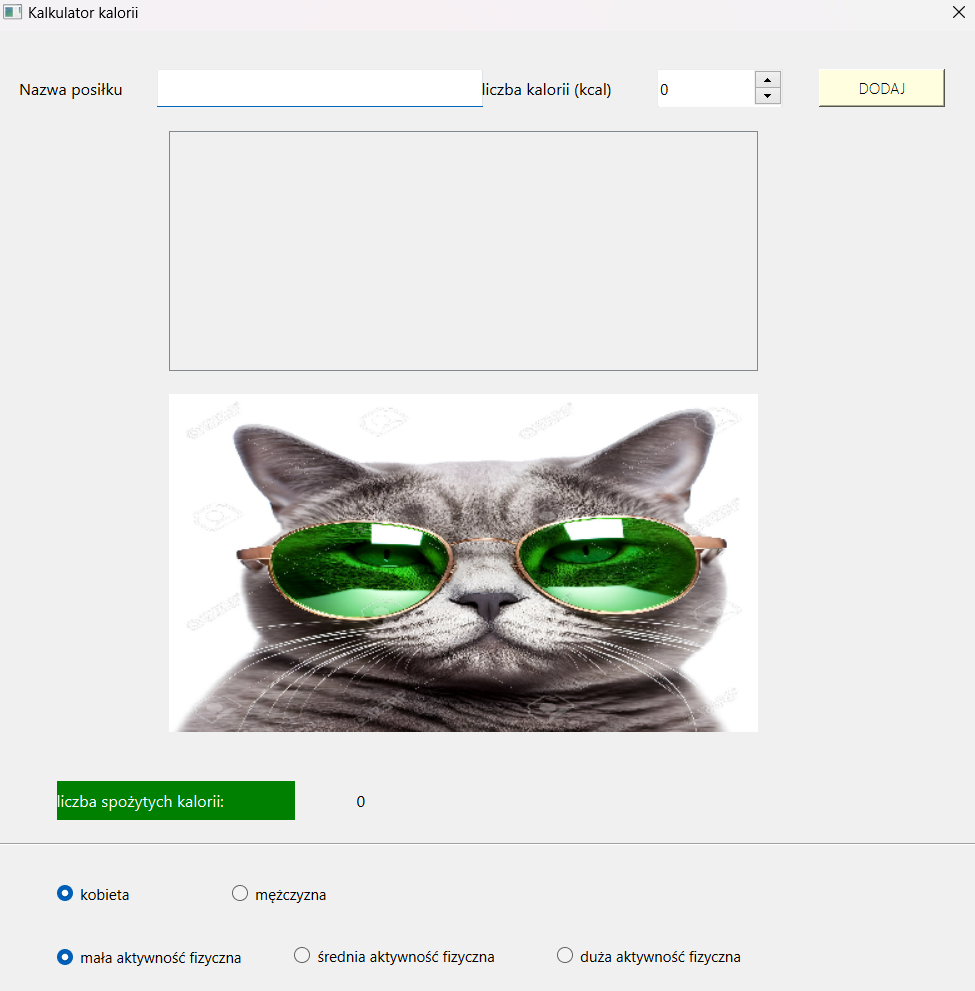 Kalkulator kalorii
Nazwa posiłku liczba kalorii (kcal) 0 DODAJ
liczba spożytych kalorii: 0
kobieta mężczyzna
mała aktywność fizyczna średnia aktywność fizyczna duża aktywność fizyczna